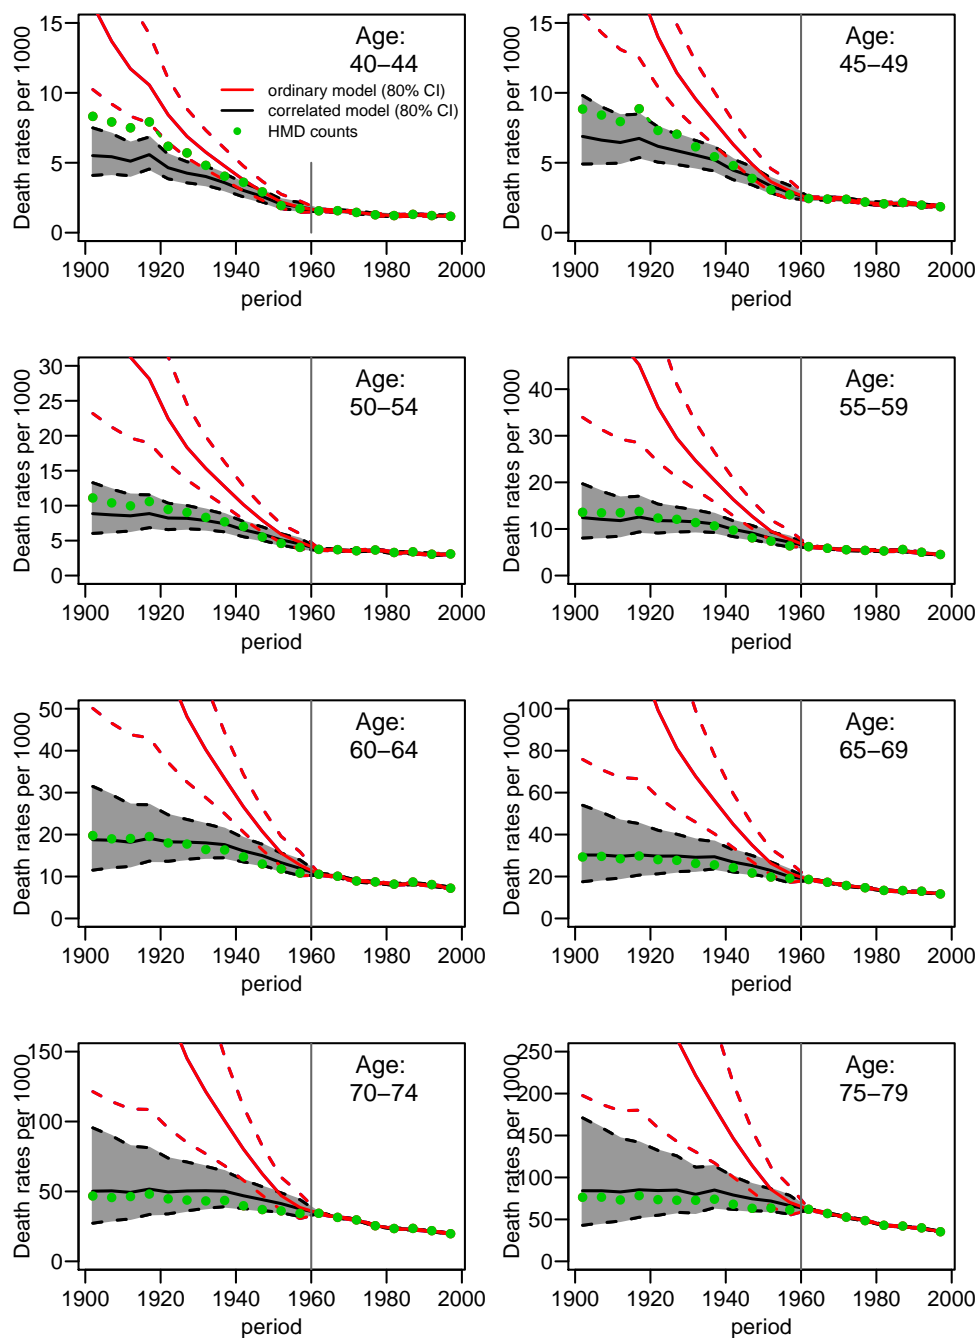 Death rates per 1000
15
10
5
0
Age:
40−44
ordinary model (80% CI)
correlated model (80% CI)
HMD counts
1900 1920 1940 1960 1980 2000
period
Death rates per 1000
15
10
5
0
Age:
45−49
1900 1920 1940 1960 1980 2000
period
Death rates per 1000
30
25
20
15
10
5
0
Age:
50−54
1900 1920 1940 1960 1980 2000
period
Death rates per 1000
40
30
20
10
0
Age:
55−59
1900 1920 1940 1960 1980 2000
period
Death rates per 1000
50
40
30
20
10
0
Age:
60−64
1900 1920 1940 1960 1980 2000
period
Death rates per 1000
100
80
60
40
20
0
Age:
65−69
1900 1920 1940 1960 1980 2000
period
Death rates per 1000
150
100
50
0
Age:
70−74
1900 1920 1940 1960 1980 2000
period
Death rates per 1000
250
200
150
100
50
0
Age:
75−79
1900 1920 1940 1960 1980 2000
period